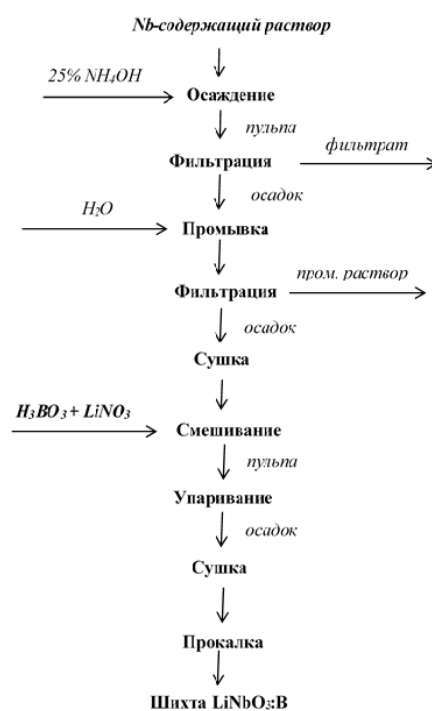 Nb-содержащий раствор
25% NH4OH
Осаждение
пульпа
Фильтрация
фильтрат
осадок
H2O
Промывка
Фильтрация
пром. раствор
осадок
Сушка
H3BO3 + LiNO3
Смешивание
пульпа
Упаривание
осадок
Сушка
Прокалка
Шихта LiNbO3:B